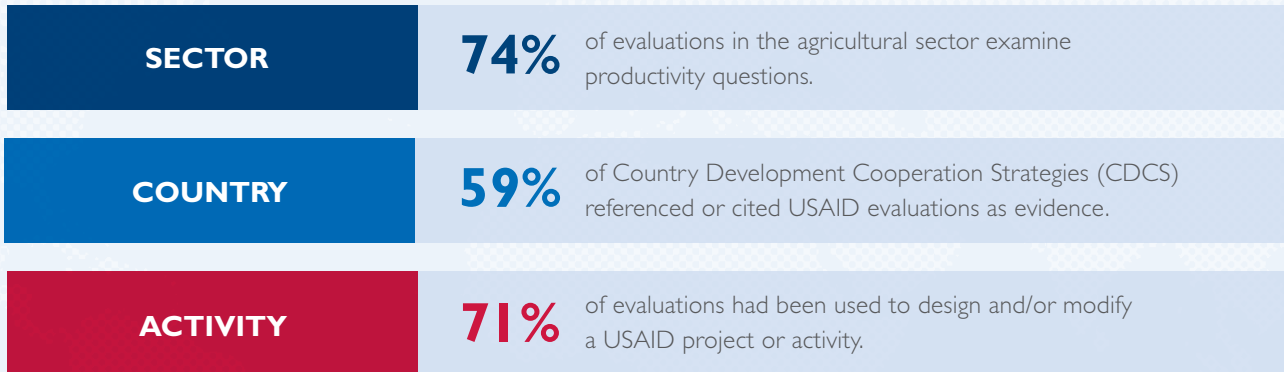 SECTOR
74%
of evaluations in the agricultural sector examine
productivity questions.
COUNTRY
59%
of Country Development Cooperation Strategies (CDCS)
referenced or cited USAID evaluations as evidence.
ACTIVITY
71%
of evaluations had been used to design and/or modify
a USAID project or activity.